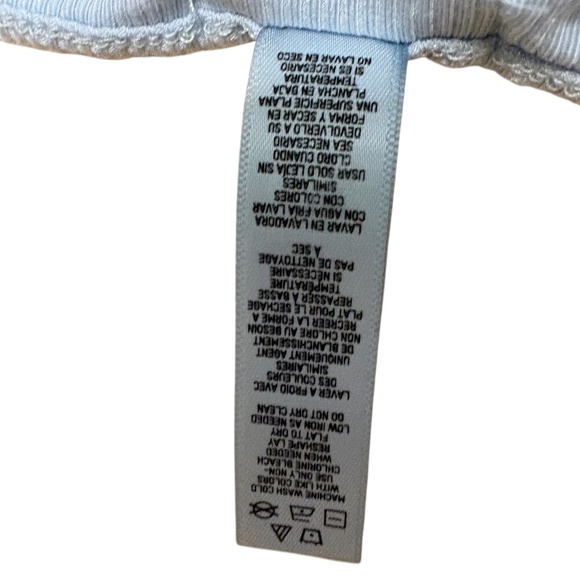 MACHINE WASH COLD
WITH LIKE COLORS
USE ONLY NON-
CHLORINE BLEACH
WHEN NEEDED
RESHAPE LAY
FLAT TO DRY
LOW IRON AS NEEDED
DO NOT DRY CLEAN
LAVER A FROID AVEC
DES COULEURS
SIMILAIRES
UNIQUEMENT AGENT
DE BLANCHISSEMENT
NON CHLORE AU BESOIN
RECREER LA FORME A
PLAT POUR LE SECHAGE
REPASSER À BASSE
TEMPÉRATURE
SI NECESSAIRE
PAS DE NETTOYAGE
À SEC
LAVAR EN LAVADORA
CON AGUA FRIA LAVAR
CON COLORES
SIMILARES
USAR SOLO LEJÍA SIN
CLORO CUANDO
SEA NECESARIO
DEVOLVERLO A SU
FORMA Y SECAR EN
UNA SUPERFICIE PLANA
PLANCHA EN BAJA
TEMPERATURA
SI ES NECESARIO
NO LAVAR EN SECO